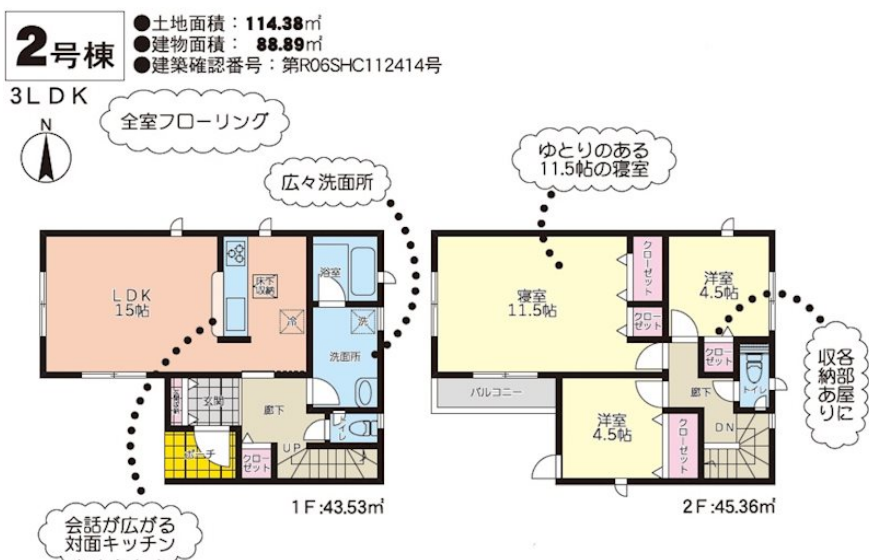 2号棟
●土地面積：114.38㎡
●建物面積：88.89㎡
●建築確認番号：第R06SHC112414号
3LDK
N
全室フローリング
広々洗面所
ゆとりのある
11.5帖の寝室
LDK
15帖
床下
収納
冷
浴室
洗
洗面所
玄関
廊下
トイレ
ポーチ
クロー
ゼット
UP
1F:43.53㎡
会話が広がる
対面キッチン
寝室
11.5帖
クローゼット
クロー
ゼット
洋室
4.5帖
クロー
ゼット
トイレ
廊下
バルコニー
洋室
4.5帖
クローゼット
DN
2F:45.36㎡
各部屋に
収納あり